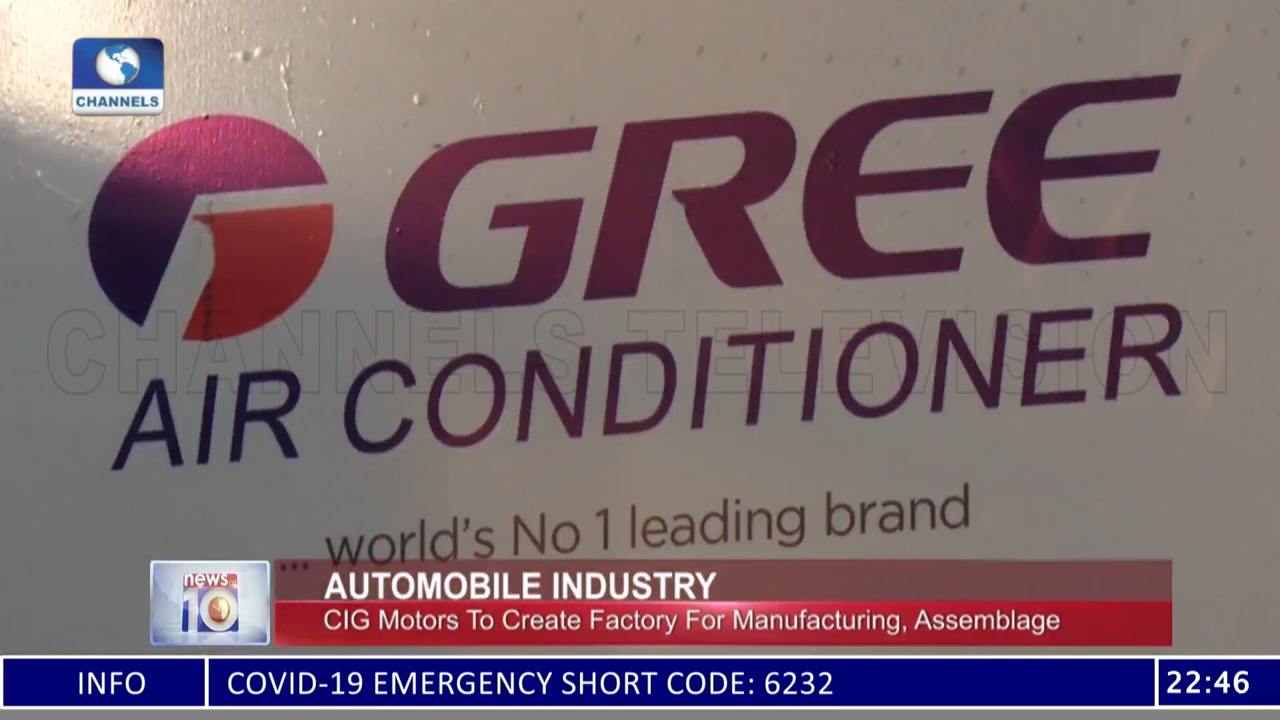 CHANNELS
GREE
CHANNELS TELEVISION
AIR CONDITIONER
... world's No 1 leading brand
news
10
AUTOMOBILE INDUSTRY
CIG Motors To Create Factory For Manufacturing, Assemblage
INFO
COVID-19 EMERGENCY SHORT CODE: 6232
22:46